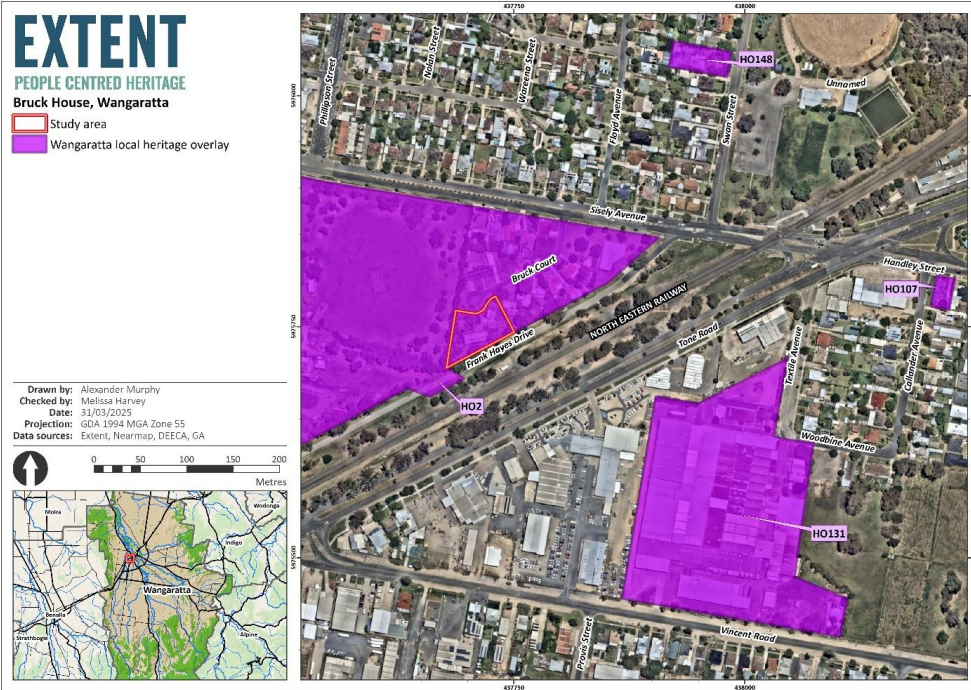 EXTENT
PEOPLE CENTRED HERITAGE
Bruck House, Wangaratta
Study area
Wangaratta local heritage overlay
Drawn by: Alexander Murphy
Checked by: Melissa Harvey
Date: 31/03/2025
Projection: GDA 1994 MGA Zone 55
Data sources: Extent, Nearmap, DEECA, GA
0 50 100 150 200
Metres
Moira
Wodonga
Indigo
Wangaratta
Benalla
Strathbogie
Alpine
437750
438000
5976000
5975750
5975500
437750
438000
Phillipson Street
Nolan Street
Wareena Street
Floyd Avenue
Swan Street
HO148
Unnamed
Sisely Avenue
Bruck Court
NORTH EASTERN RAILWAY
Frank Hayes Drive
Tone Road
Handley Street
HO107
HO2
Textile Avenue
Callander Avenue
Woodbine Avenue
HO131
Provis Street
Vincent Road